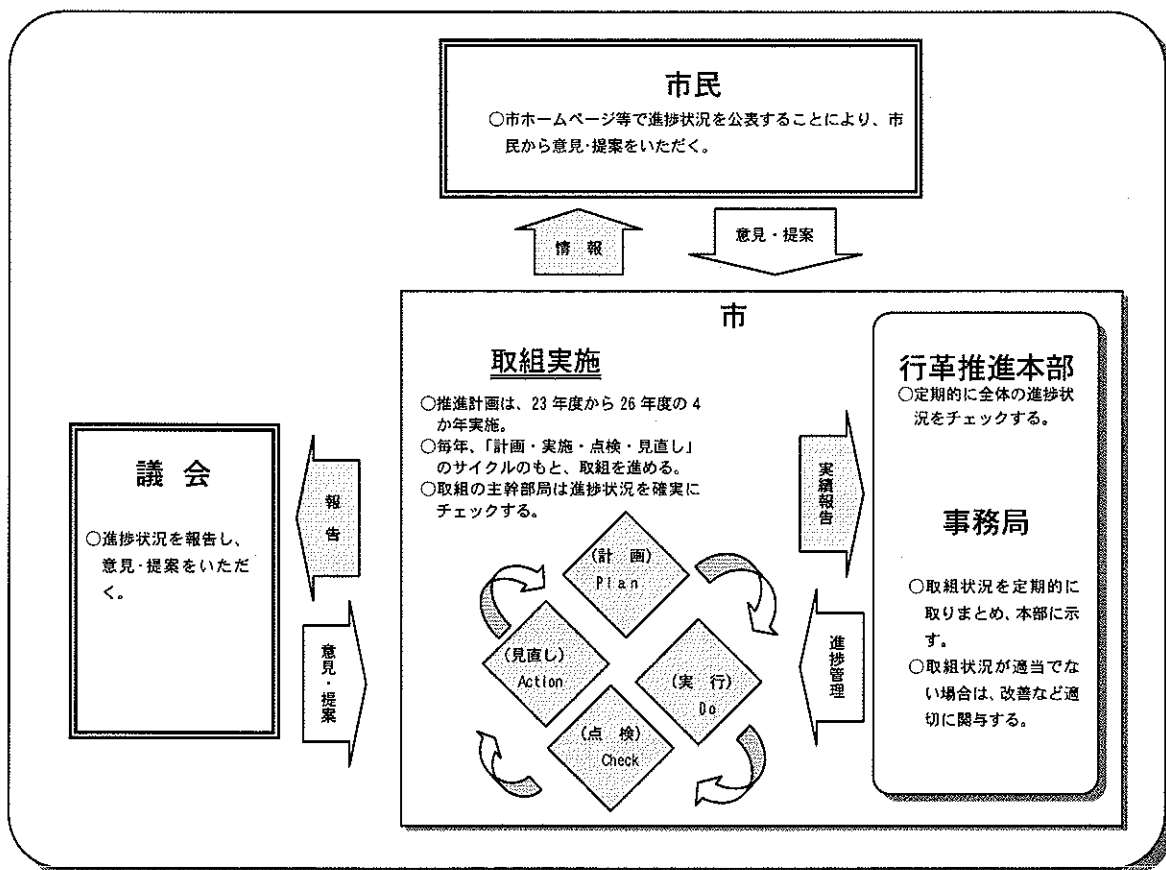 市民
○市ホームページ等で進捗状況を公表することにより、市
民から意見・提案をいただく。
情 報
意見・提案
市
取組実施
○推進計画は、23 年度から 26 年度の 4
か年実施。
○毎年、「計画・実施・点検・見直し」
のサイクルのもと、取組を進める。
○取組の主幹部局は進捗状況を確実に
チェックする。
(計 画)
Plan
(見直し)
Action
(実 行)
Do
(点 検)
Check
議 会
○進捗状況を報告し、
意見・提案をいただ
く。
報 告
意見・提案
実績報告
進捗管理
行革推進本部
○定期的に全体の進捗状
況をチェックする。
事務局
○取組状況を定期的に
取りまとめ、本部に示
す。
○取組状況が適当でな
い場合は、改善など適
切に関与する。